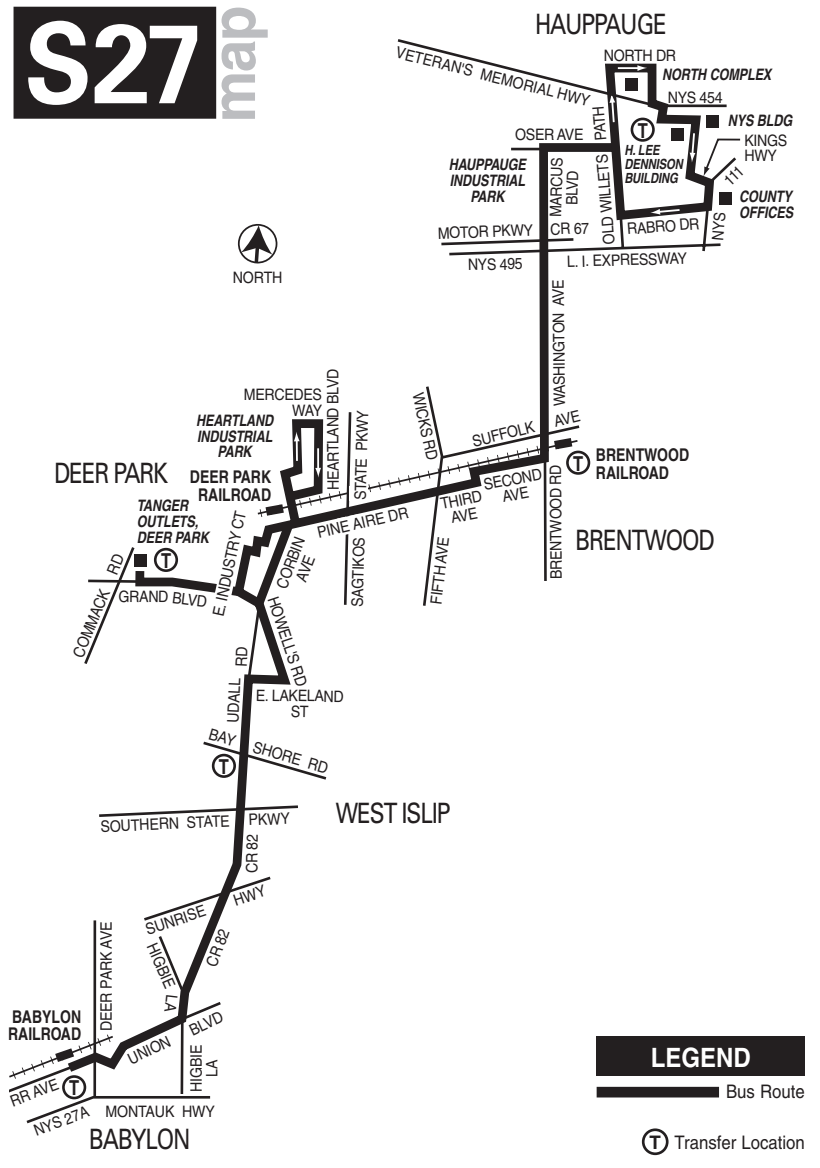 S27
map
HAUPPAUGE
VETERAN'S MEMORIAL HWY
NORTH DR
NORTH COMPLEX
NYS 454
NYS BLDG
KINGS
HWY
OSER AVE
OLD WILLETS PATH
T
H. LEE
DENNISON
BUILDING
HAUPPAUGE
INDUSTRIAL
PARK
MARCUS
BLVD
NYS 111
COUNTY
OFFICES
RABRO DR
MOTOR PKWY
CR 67
NYS 495
L. I. EXPRESSWAY
NORTH
WASHINGTON AVE
MERCEDES
WAY
HEARTLAND BLVD
HEARTLAND
INDUSTRIAL
PARK
WICKS RD
SUFFOLK AVE
DEER PARK
DEER PARK
RAILROAD
SAGTIKOS STATE PKWY
T
BRENTWOOD
RAILROAD
TANGER
OUTLETS,
DEER PARK
T
PINE AIRE DR
THIRD
AVE
SECOND
AVE
BRENTWOOD RD
BRENTWOOD
E. INDUSTRY CT
CORBIN
AVE
FIFTH AVE
COMMACK RD
GRAND BLVD
HOWELL'S RD
UDALL RD
E. LAKELAND
ST
BAY SHORE RD
T
SOUTHERN STATE PKWY
WEST ISLIP
CR 82
SUNRISE HWY
CR 82
HIGBIE LA
DEER PARK AVE
BABYLON
RAILROAD
UNION BLVD
HIGBIE
LA
RR AVE
T
NYS 27A
MONTAUK HWY
BABYLON
LEGEND
Bus Route
T Transfer Location